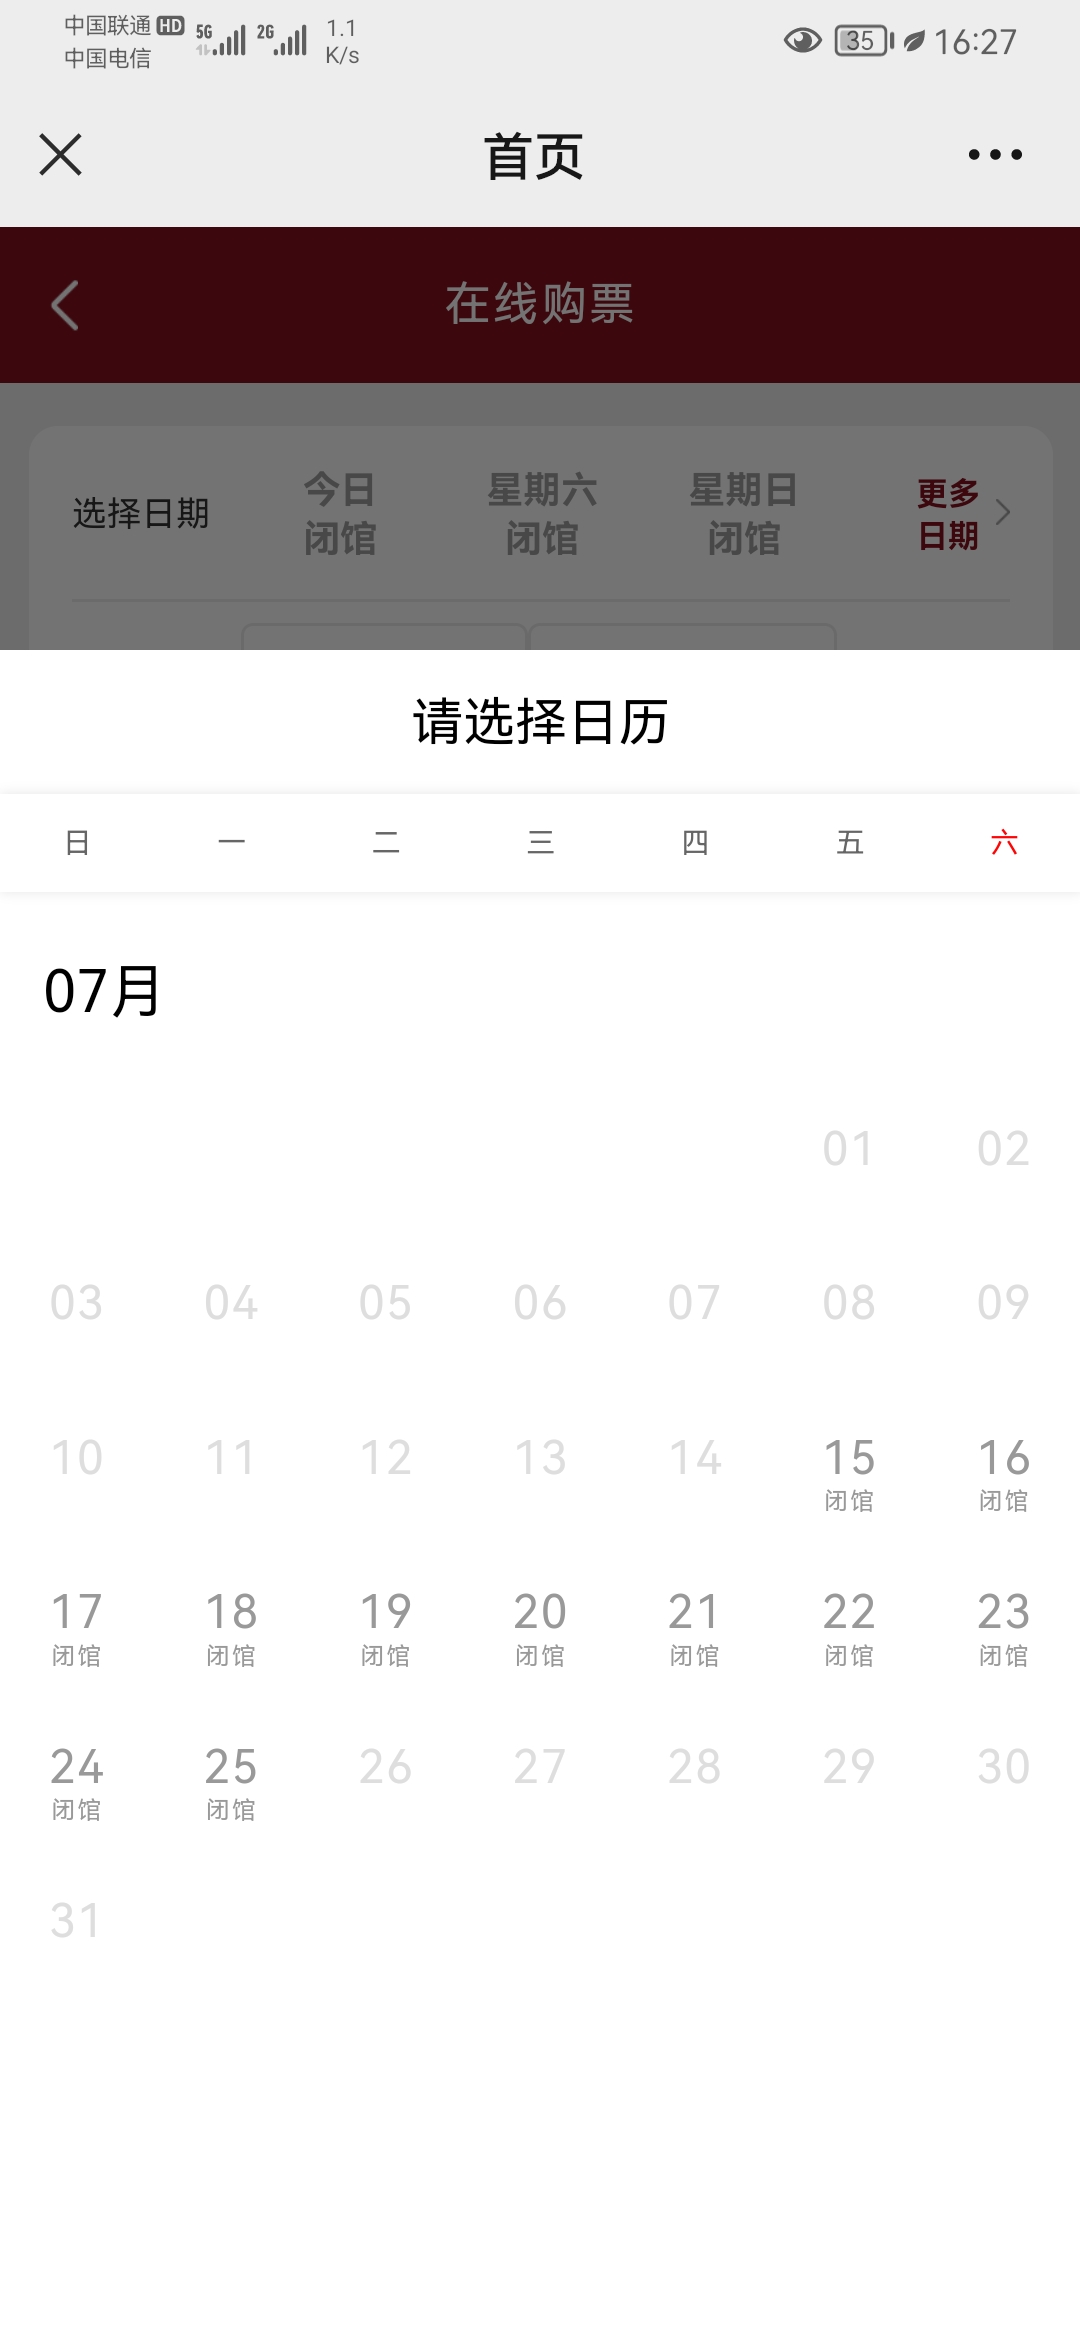 中国联通 HD 5G 2G 1.1 K/s 35 16:27
中国电信
首页
在线购票
选择日期 今日 闭馆 星期六 闭馆 星期日 闭馆 更多 日期
请选择日历
日 一 二 三 四 五 六
07月
01 02
03 04 05 06 07 08 09
10 11 12 13 14 15 16
闭馆 闭馆
17 18 19 20 21 22 23
闭馆 闭馆 闭馆 闭馆 闭馆 闭馆 闭馆
24 25 26 27 28 29 30
闭馆 闭馆
31